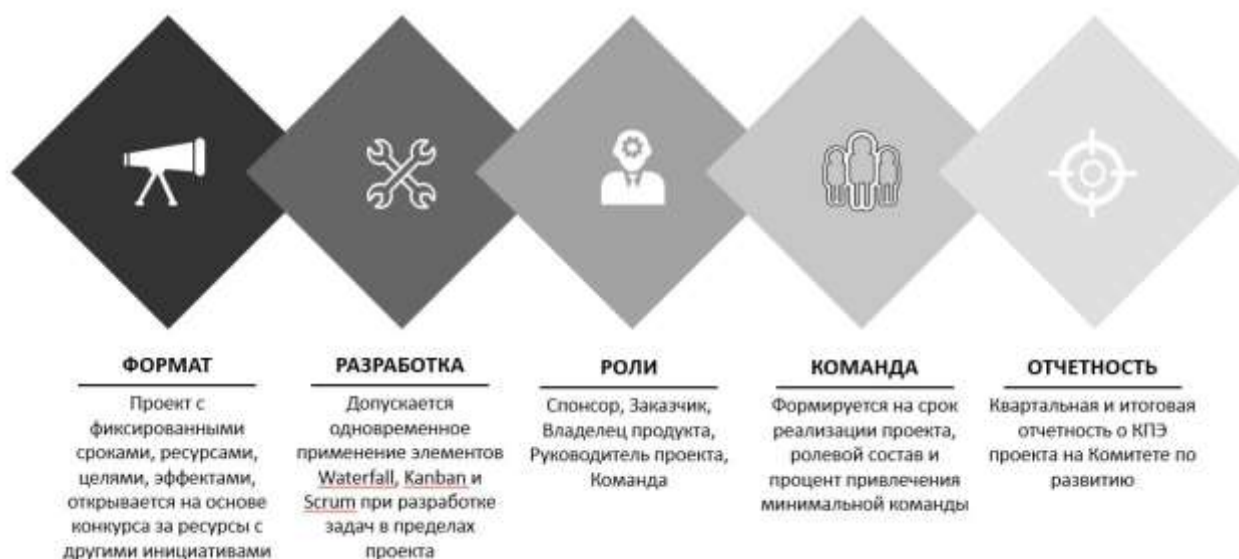 ФОРМАТ
Проект с
фиксированными
сроками, ресурсами,
целями, эффектами,
открывается на основе
конкурса за ресурсы с
другими инициативами
РАЗРАБОТКА
Допускается
одновременное
применение элементов
Waterfall, Kanban и
Scrum при разработке
задач в пределах
проекта
РОЛИ
Спонсор, Заказчик,
Владелец продукта,
Руководитель проекта,
Команда
КОМАНДА
Формируется на срок
реализации проекта,
ролевой состав и
процент привлечения
минимальной команды
ОТЧЕТНОСТЬ
Квартальная и итоговая
отчетность о КПЭ
проекта на Комитете по
развитию